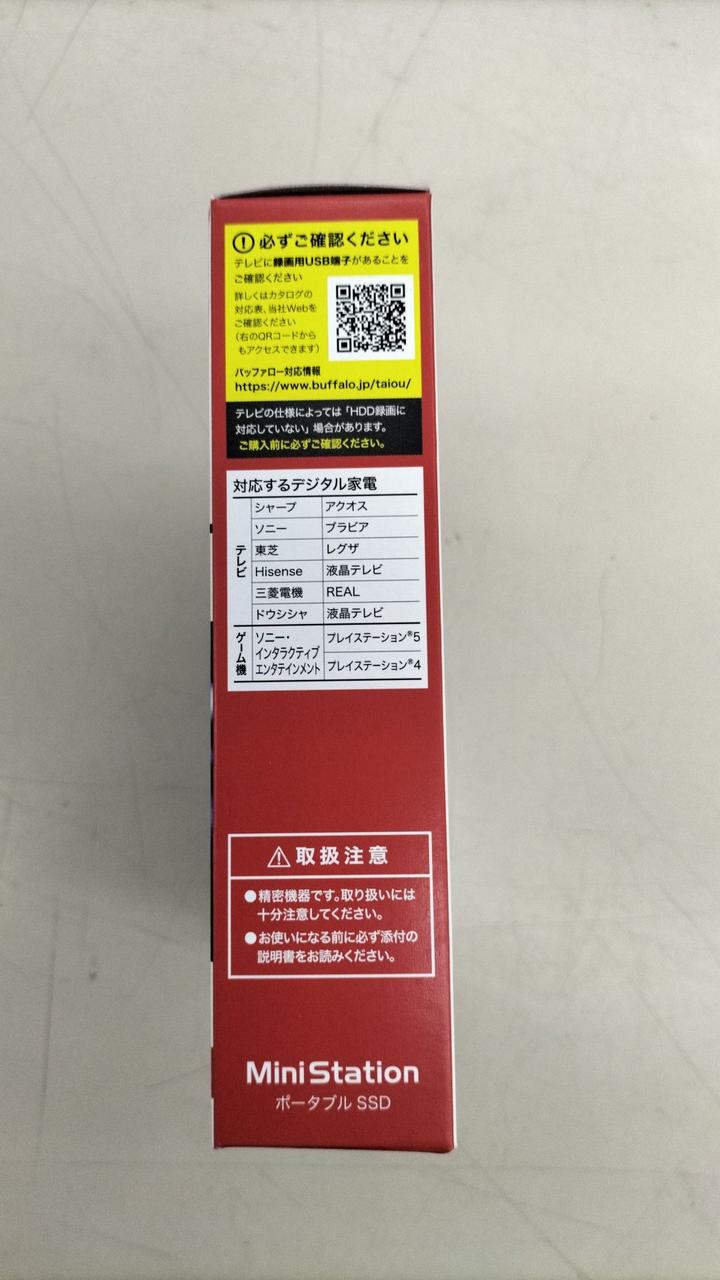 必ずご確認ください
テレビに録画用USB端子があることを
ご確認ください
詳しくはカタログの
対応表、当社Webを
ご確認ください
（右のQRコードから
もアクセスできます）
バッファロー対応情報
https://www.buffalo.jp/taiou/
テレビの仕様によっては「HDD録画に
対応していない」場合があります。
ご購入前に必ずご確認ください。
対応するデジタル家電
テレビ
シャープ アクオス
ソニー ブラビア
東芝 レグザ
Hisense 液晶テレビ
三菱電機 REAL
ドウシシャ 液晶テレビ
ゲーム機
ソニー・
インタラクティブ
エンタテインメント
プレイステーション®5
プレイステーション®4
取扱注意
●精密機器です。取り扱いには
十分注意してください。
●お使いになる前に必ず添付の
説明書をお読みください。
MiniStation
ポータブル SSD